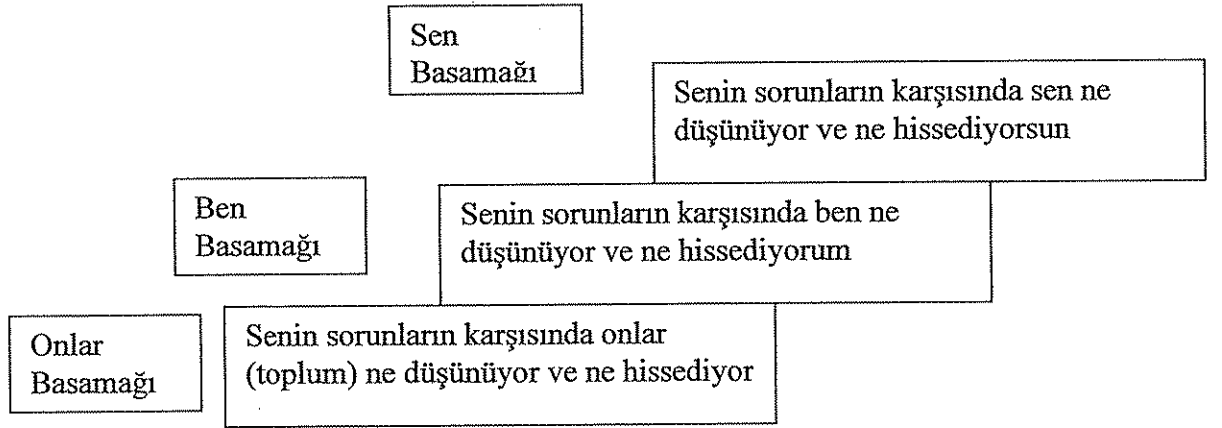 Sen
Basamağı
Senin sorunların karşısında sen ne
düşünüyor ve ne hissediyorsun
Ben
Basamağı
Senin sorunların karşısında ben ne
düşünüyor ve ne hissediyorum
Onlar
Basamağı
Senin sorunların karşısında onlar
(toplum) ne düşünüyor ve ne hissediyor